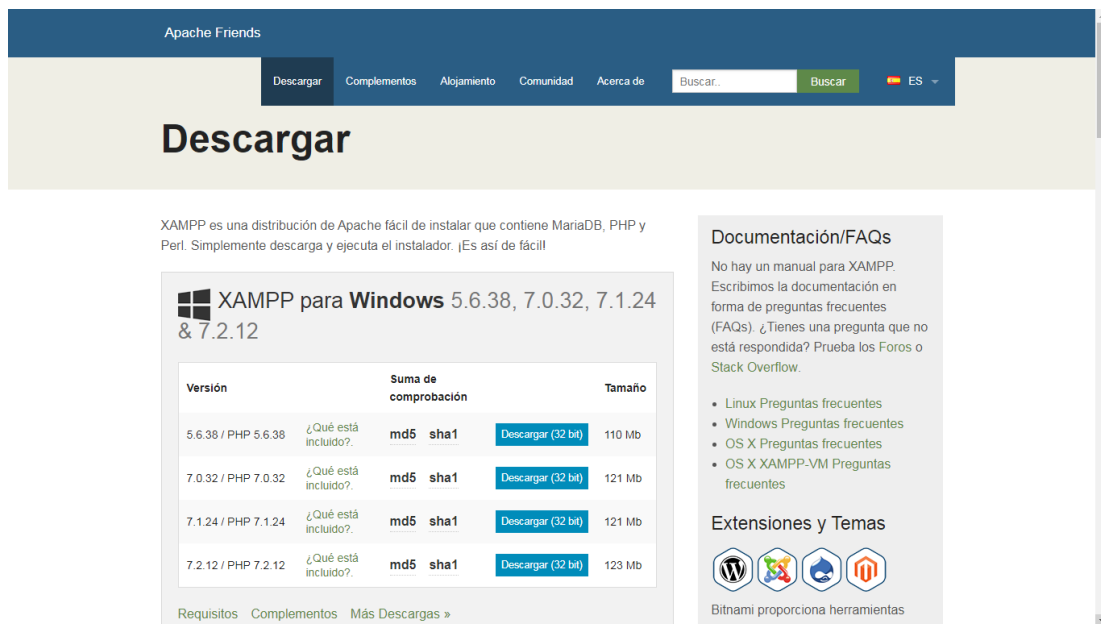 Apache Friends
Descargar Complementos Alojamiento Comunidad Acerca de Buscar.. Buscar ES
Descargar
XAMPP es una distribución de Apache fácil de instalar que contiene MariaDB, PHP y
Perl. Simplemente descarga y ejecuta el instalador. ¡Es así de fácil!
XAMPP para Windows 5.6.38, 7.0.32, 7.1.24
& 7.2.12
Versión Suma de comprobación Tamaño
5.6.38 / PHP 5.6.38 ¿Qué está incluido?. md5 sha1 Descargar (32 bit) 110 Mb
7.0.32 / PHP 7.0.32 ¿Qué está incluido?. md5 sha1 Descargar (32 bit) 121 Mb
7.1.24 / PHP 7.1.24 ¿Qué está incluido?. md5 sha1 Descargar (32 bit) 121 Mb
7.2.12 / PHP 7.2.12 ¿Qué está incluido?. md5 sha1 Descargar (32 bit) 123 Mb
Requisitos Complementos Más Descargas »
Documentación/FAQs
No hay un manual para XAMPP.
Escribimos la documentación en
forma de preguntas frecuentes
(FAQs). ¿Tienes una pregunta que no
está respondida? Prueba los Foros o
Stack Overflow.
• Linux Preguntas frecuentes
• Windows Preguntas frecuentes
• OS X Preguntas frecuentes
• OS X XAMPP-VM Preguntas
frecuentes
Extensiones y Temas
Bitnami proporciona herramientas